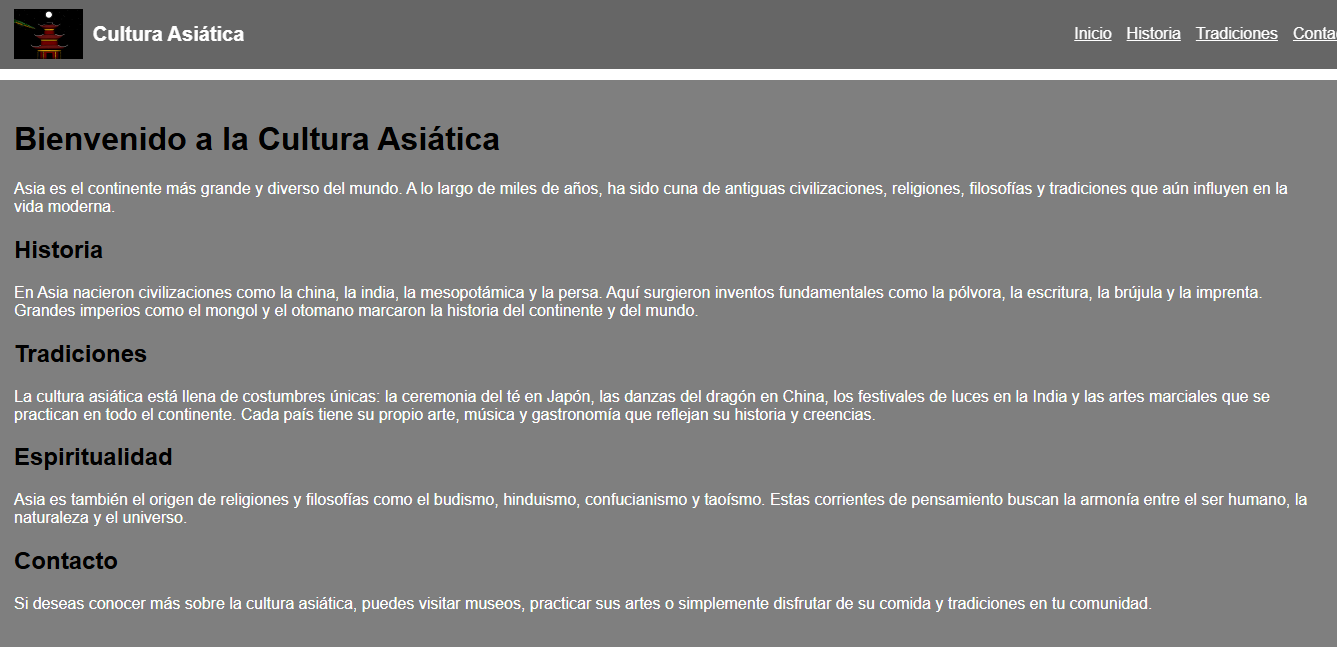 Cultura Asiática
Inicio Historia Tradiciones
Bienvenido a la Cultura Asiática
Asia es el continente más grande y diverso del mundo. A lo largo de miles de años, ha sido cuna de antiguas civilizaciones, religiones, filosofías y tradiciones que aún influyen en la
vida moderna.
Historia
En Asia nacieron civilizaciones como la china, la india, la mesopotámica y la persa. Aquí surgieron inventos fundamentales como la pólvora, la escritura, la brújula y la imprenta.
Grandes imperios como el mongol y el otomano marcaron la historia del continente y del mundo.
Tradiciones
La cultura asiática está llena de costumbres únicas: la ceremonia del té en Japón, las danzas del dragón en China, los festivales de luces en la India y las artes marciales que se
practican en todo el continente. Cada país tiene su propio arte, música y gastronomía que reflejan su historia y creencias.
Espiritualidad
Asia es también el origen de religiones y filosofías como el budismo, hinduismo, confucianismo y taoísmo. Estas corrientes de pensamiento buscan la armonía entre el ser humano, la
naturaleza y el universo.
Contacto
Si deseas conocer más sobre la cultura asiática, puedes visitar museos, practicar sus artes o simplemente disfrutar de su comida y tradiciones en tu comunidad.